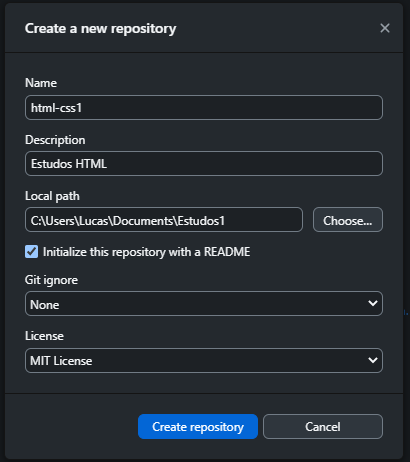 Create a new repository
Name
html-css1
Description
Estudos HTML
Local path
C:\Users\Lucas\Documents\Estudos1
Choose...
Initialize this repository with a README
Git ignore
None
License
MIT License
Create repository
Cancel